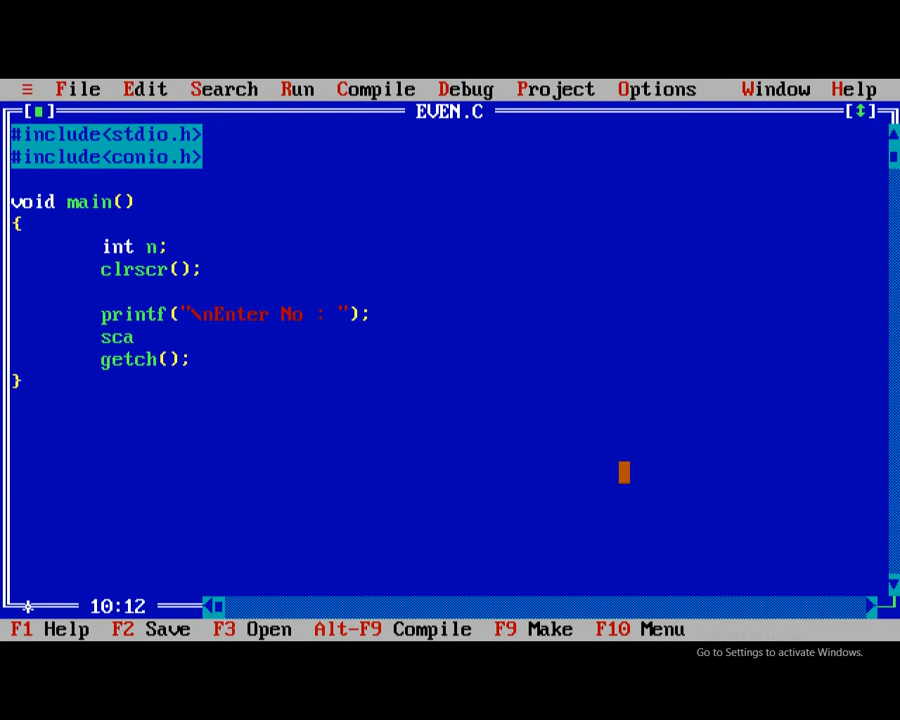 ≡ File Edit Search Run Compile Debug Project Options Window Help
[■] EVEN.C [↕]
#include<stdio.h>
#include<conio.h>
void main()
{
int n;
clrscr();
printf("\nEnter No : ");
sca
getch();
}
10:12
F1 Help F2 Save F3 Open Alt-F9 Compile F9 Make F10 Menu
Go to Settings to activate Windows.